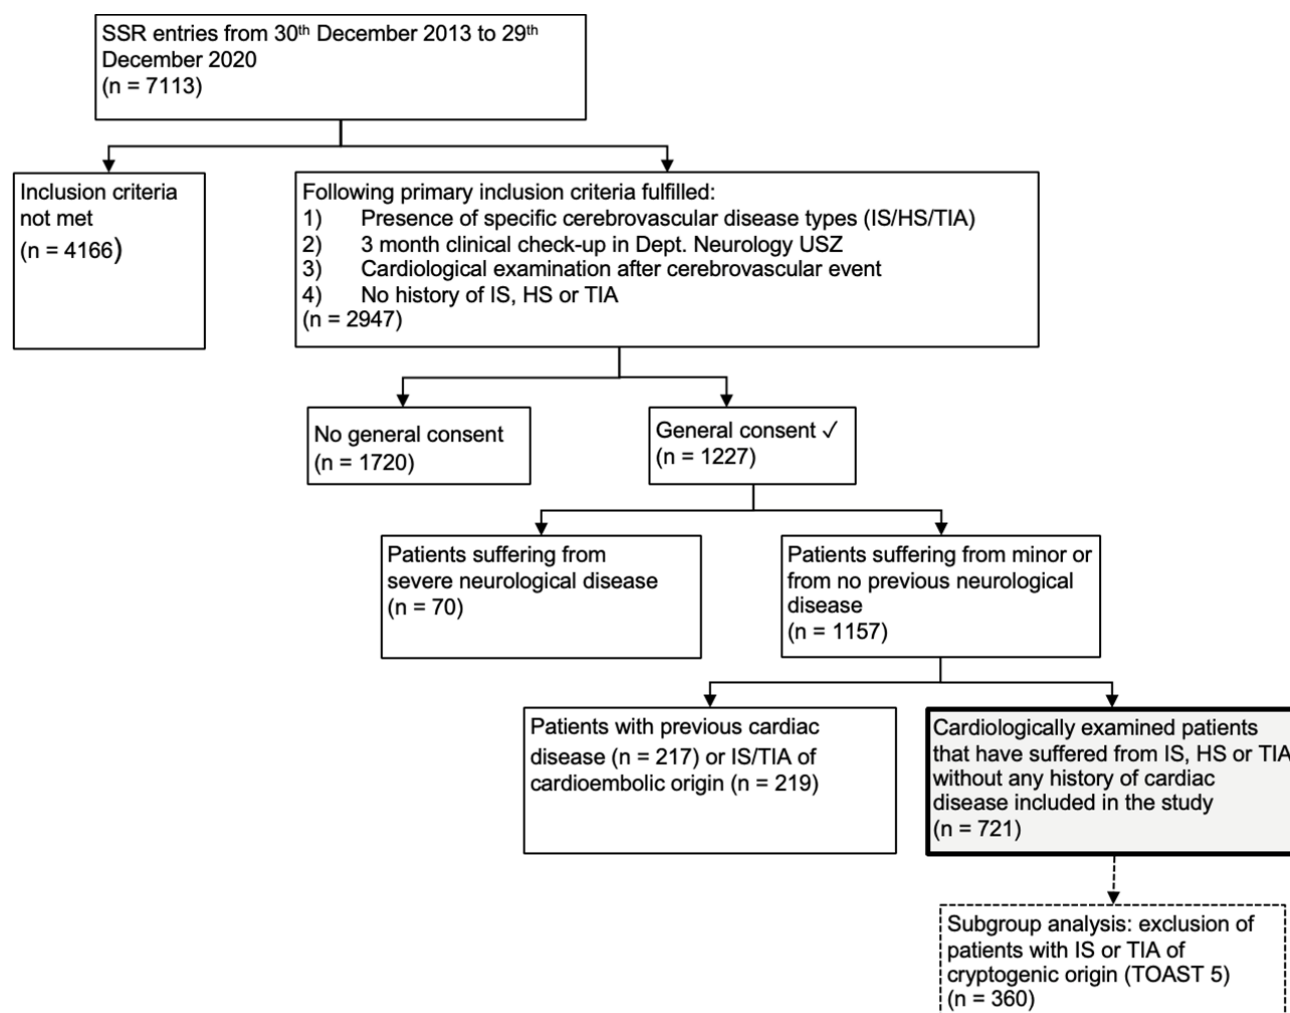 SSR entries from 30th December 2013 to 29th
December 2020
(n = 7113)
Inclusion criteria
not met
(n = 4166)
Following primary inclusion criteria fulfilled:
1) Presence of specific cerebrovascular disease types (IS/HS/TIA)
2) 3 month clinical check-up in Dept. Neurology USZ
3) Cardiological examination after cerebrovascular event
4) No history of IS, HS or TIA
(n = 2947)
No general consent
(n = 1720)
General consent ✓
(n = 1227)
Patients suffering from
severe neurological disease
(n = 70)
Patients suffering from minor or
from no previous neurological
disease
(n = 1157)
Patients with previous cardiac
disease (n = 217) or IS/TIA of
cardioembolic origin (n = 219)
Cardiologically examined patients
that have suffered from IS, HS or TIA
without any history of cardiac
disease included in the study
(n = 721)
Subgroup analysis: exclusion of
patients with IS or TIA of
cryptogenic origin (TOAST 5)
(n = 360)